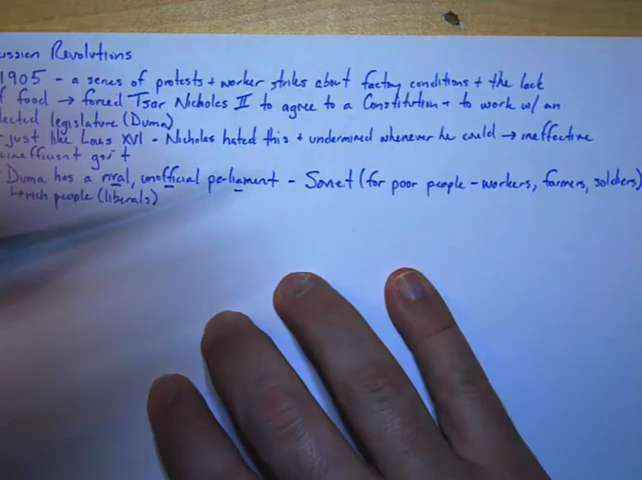 ussian Revolutions
1905 - a series of protests + worker strikes about factory conditions + the lack
f food → forced Tsar Nicholas II to agree to a Constitution + to work w/ an
lected legislature (Duma)
- just like Louis XVI - Nicholas hated this + undermined whenever he could → ineffective
+ inefficient gov't
Duma has a rival, unofficial parliament - Soviet (for poor people - workers, farmers, soldiers)
↳ rich people (liberals)